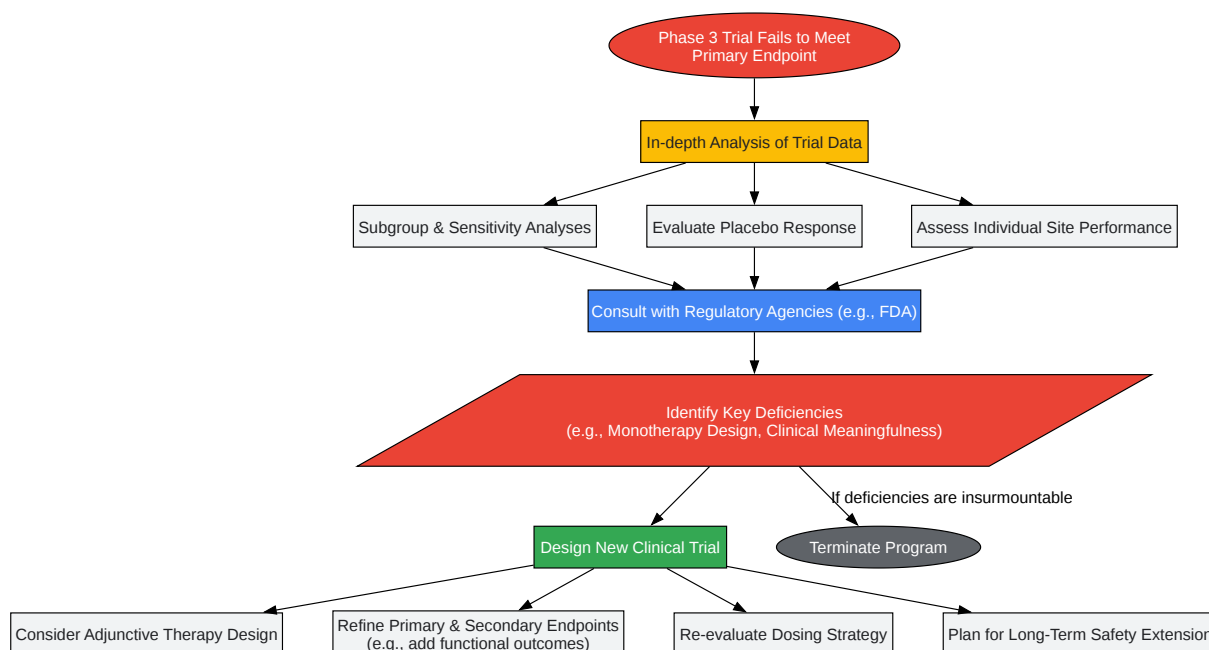 Phase 3 Trial Fails to Meet
Primary Endpoint
In-depth Analysis of Trial Data
Subgroup & Sensitivity Analyses
Evaluate Placebo Response
Assess Individual Site Performance
Consult with Regulatory Agencies (e.g., FDA)
Identify Key Deficiencies
(e.g., Monotherapy Design, Clinical Meaningfulness)
If deficiencies are insurmountable
Design New Clinical Trial
Terminate Program
Consider Adjunctive Therapy Design
Refine Primary & Secondary Endpoints
(e.g., add functional outcomes)
Re-evaluate Dosing Strategy
Plan for Long-Term Safety Extension